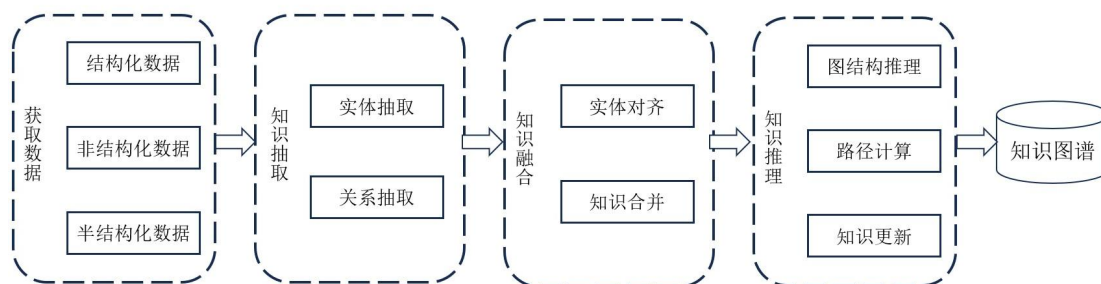 获取数据
结构化数据
非结构化数据
半结构化数据
知识抽取
实体抽取
关系抽取
知识融合
实体对齐
知识合并
知识推理
图结构推理
路径计算
知识更新
知识图谱